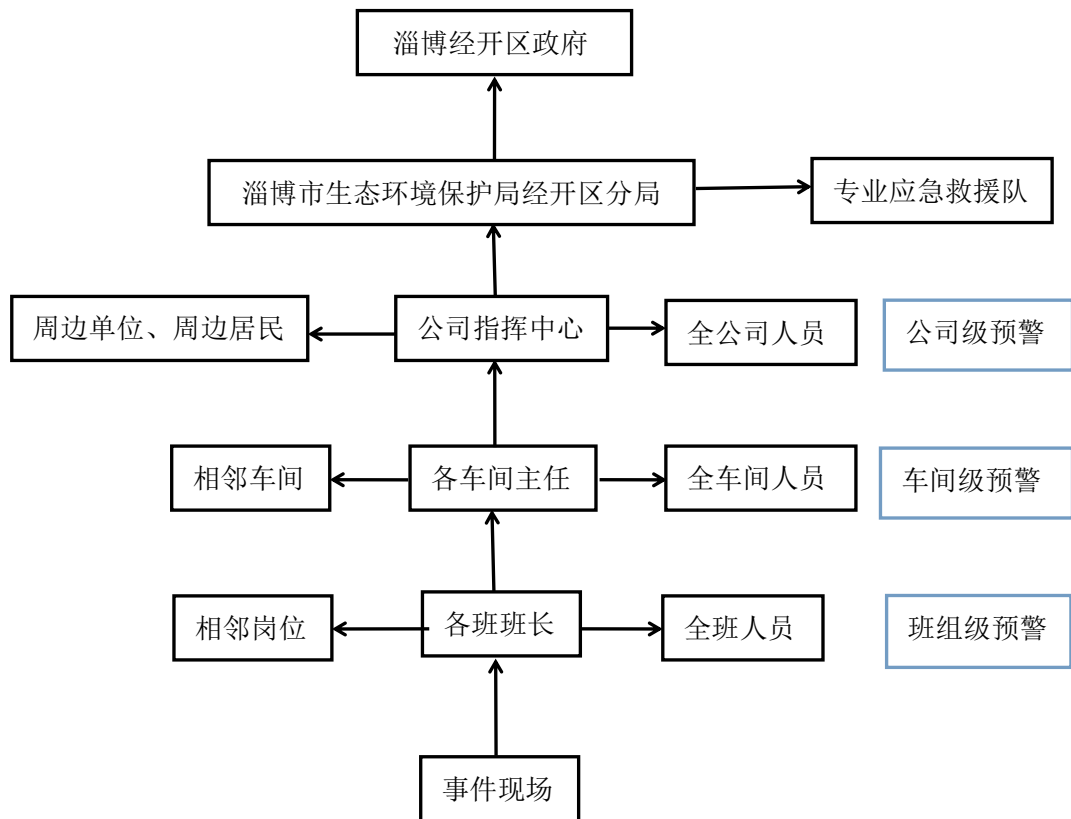 淄博经开区政府
淄博市生态环境保护局经开区分局
专业应急救援队
周边单位、周边居民
公司指挥中心
全公司人员
公司级预警
相邻车间
各车间主任
全车间人员
车间级预警
相邻岗位
各班班长
全班人员
班组级预警
事件现场